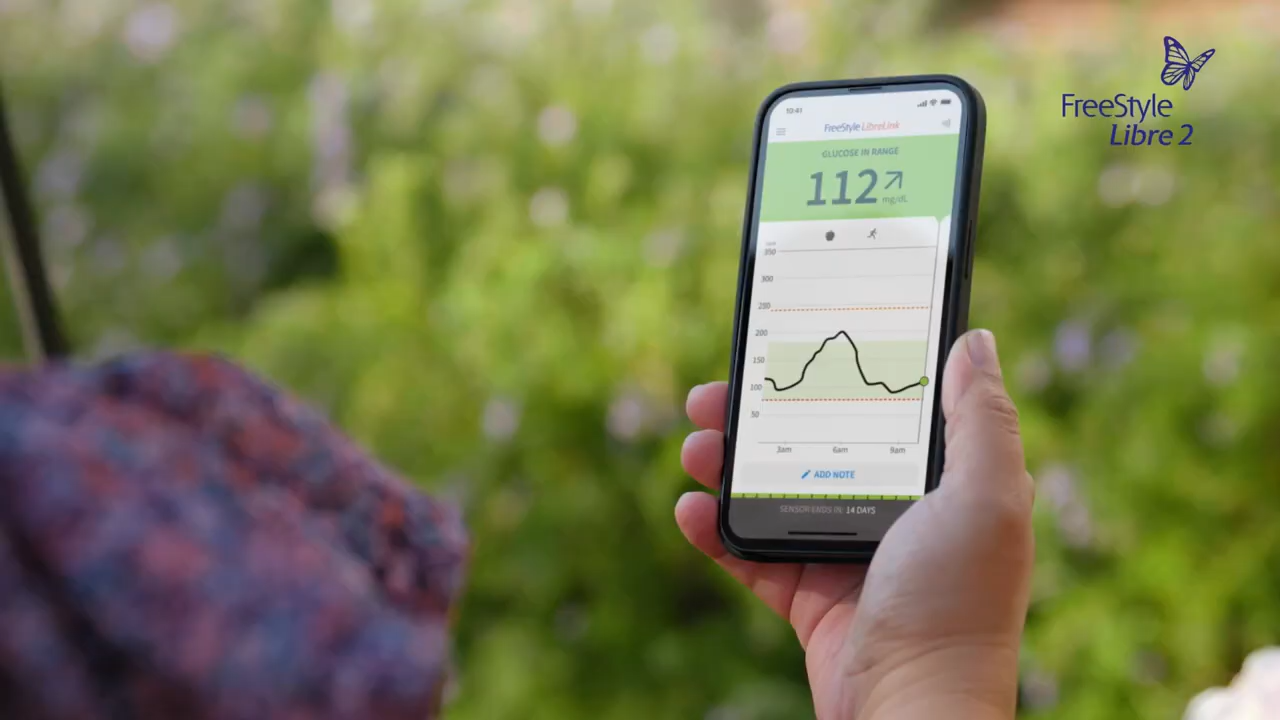 FreeStyle
Libre 2
10:41
FreeStyle LibreLink
GLUCOSE IN RANGE
112
mg/dL
350
300
250
200
150
100
50
3am 6am 9am
ADD NOTE
SENSOR ENDS IN: 14 DAYS